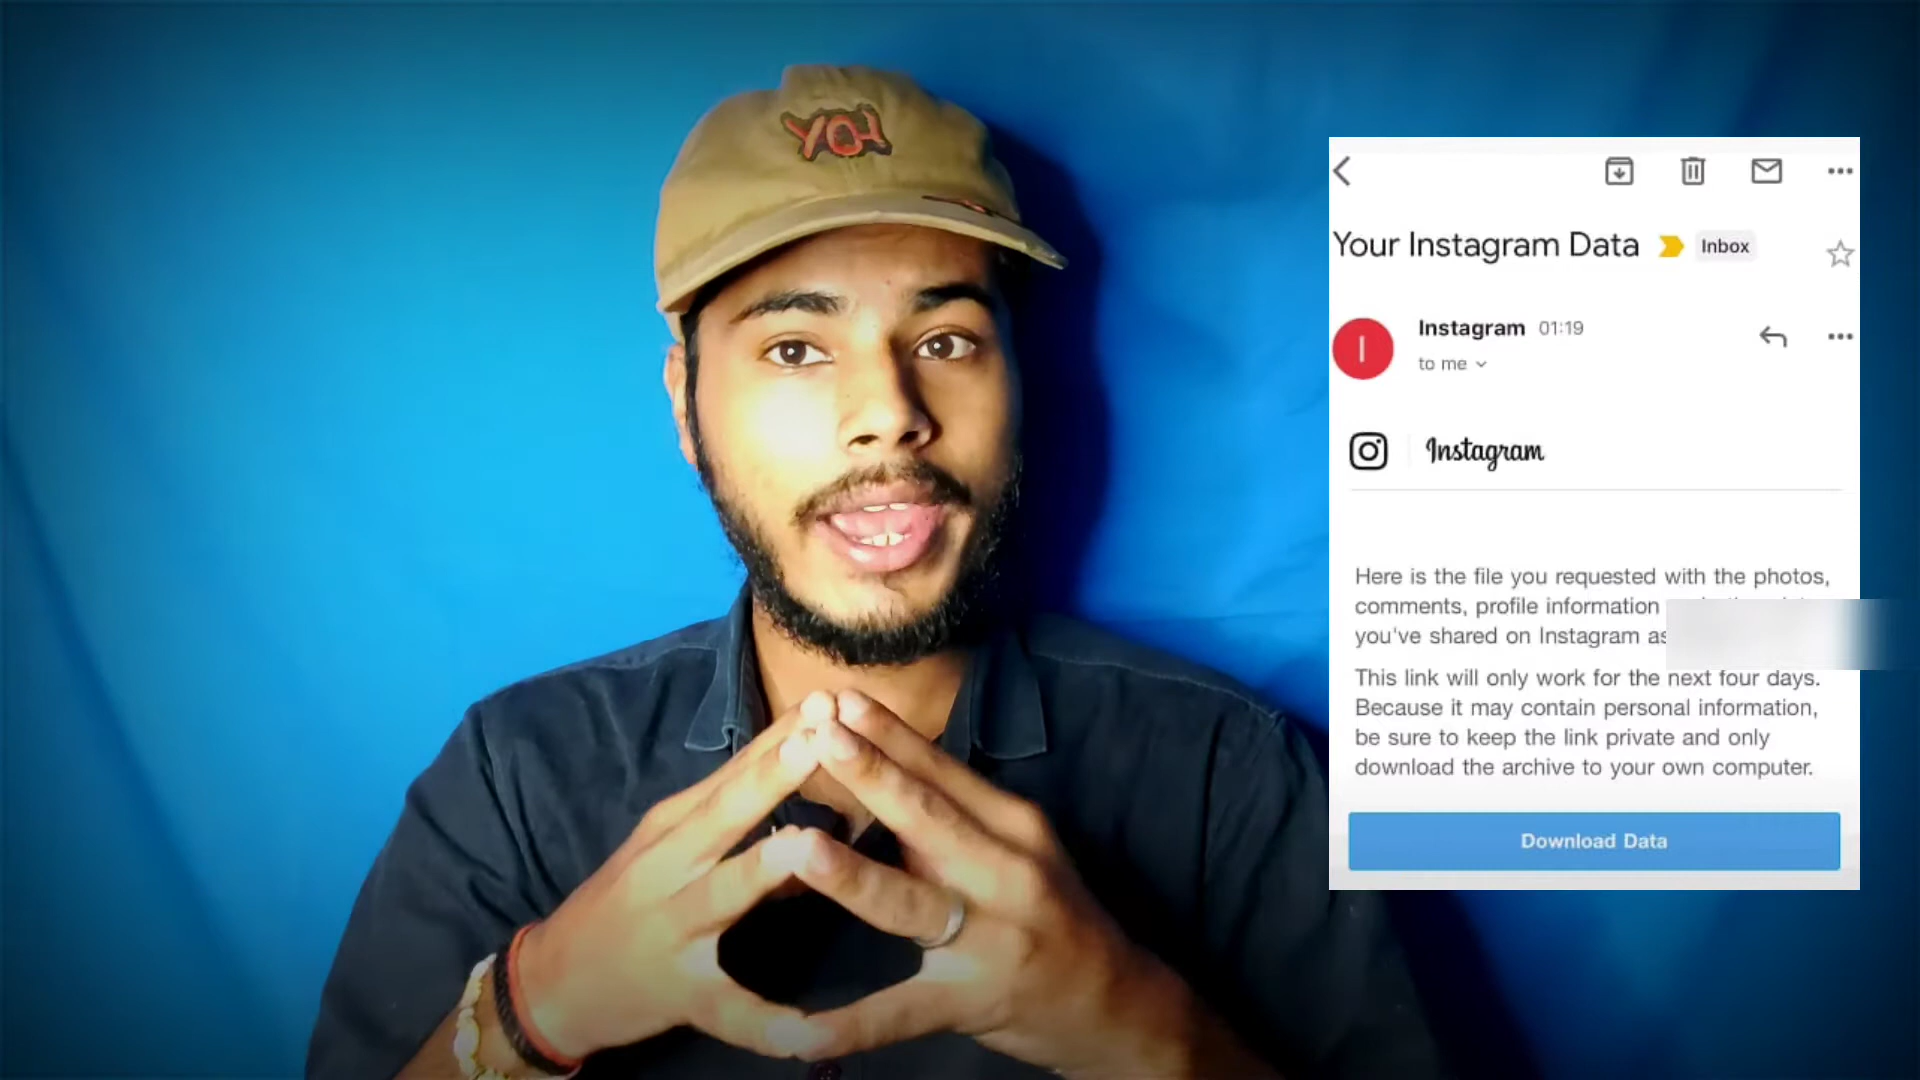 YO!
Your Instagram Data
Inbox
Instagram 01:19
to me
I
Instagram
Here is the file you requested with the photos,
comments, profile information
you've shared on Instagram as
This link will only work for the next four days.
Because it may contain personal information,
be sure to keep the link private and only
download the archive to your own computer.
Download Data